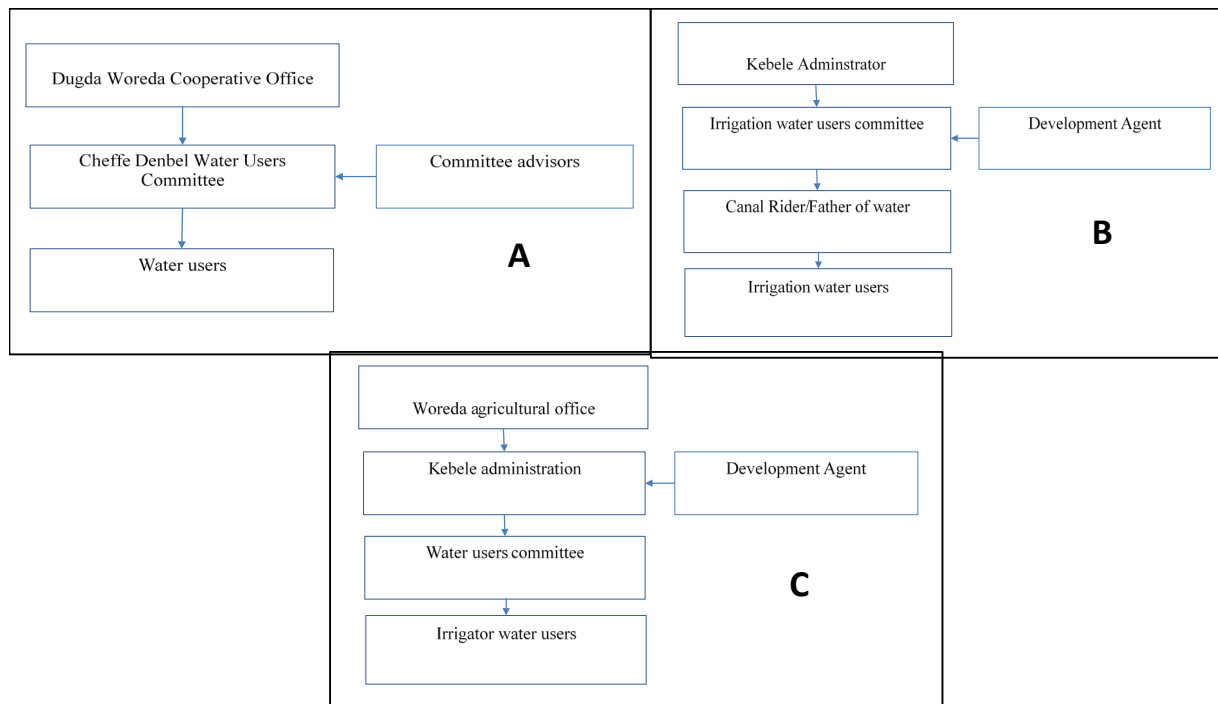 Dugda Woreda Cooperative Office
Cheffe Denbel Water Users
Committee
Committee advisors
Water users
A
Kebele Adminstrator
Irrigation water users committee
Development Agent
Canal Rider/Father of water
Irrigation water users
B
Woreda agricultural office
Kebele administration
Development Agent
Water users committee
Irrigator water users
C